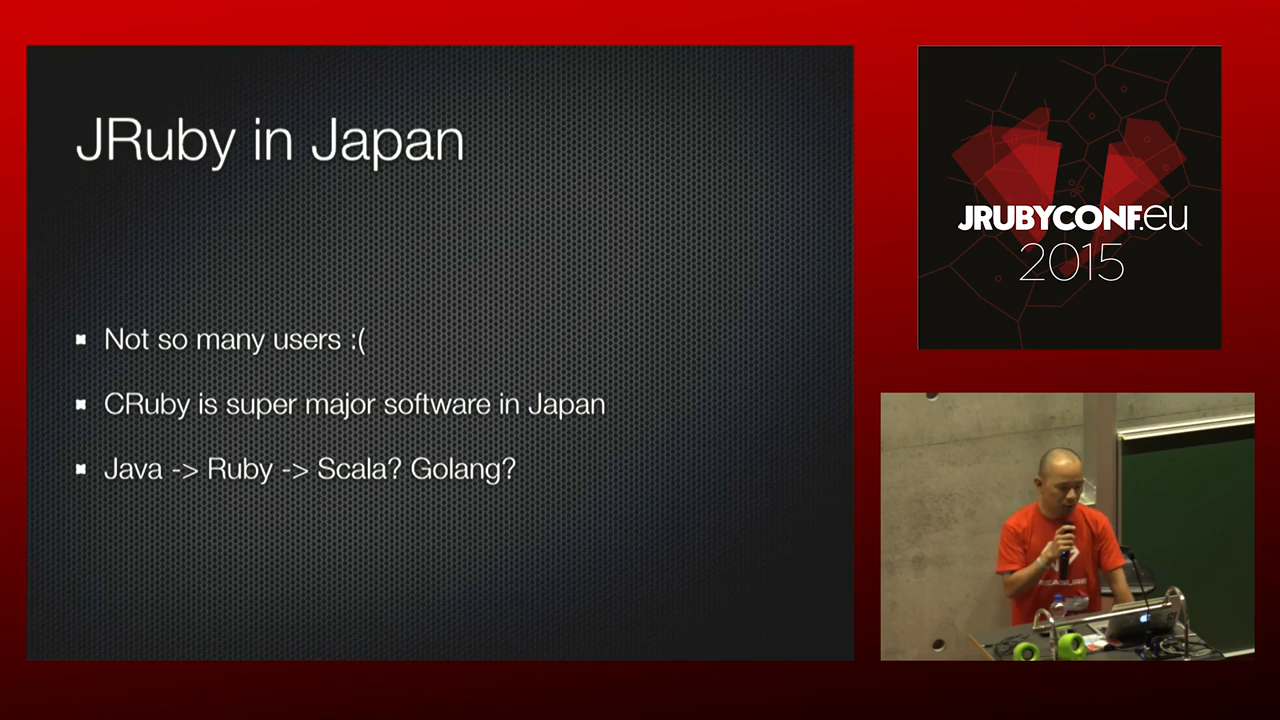 JRuby in Japan
Not so many users :(
CRuby is super major software in Japan
Java -> Ruby -> Scala? Golang?
JRUBYCONF.eu
2015